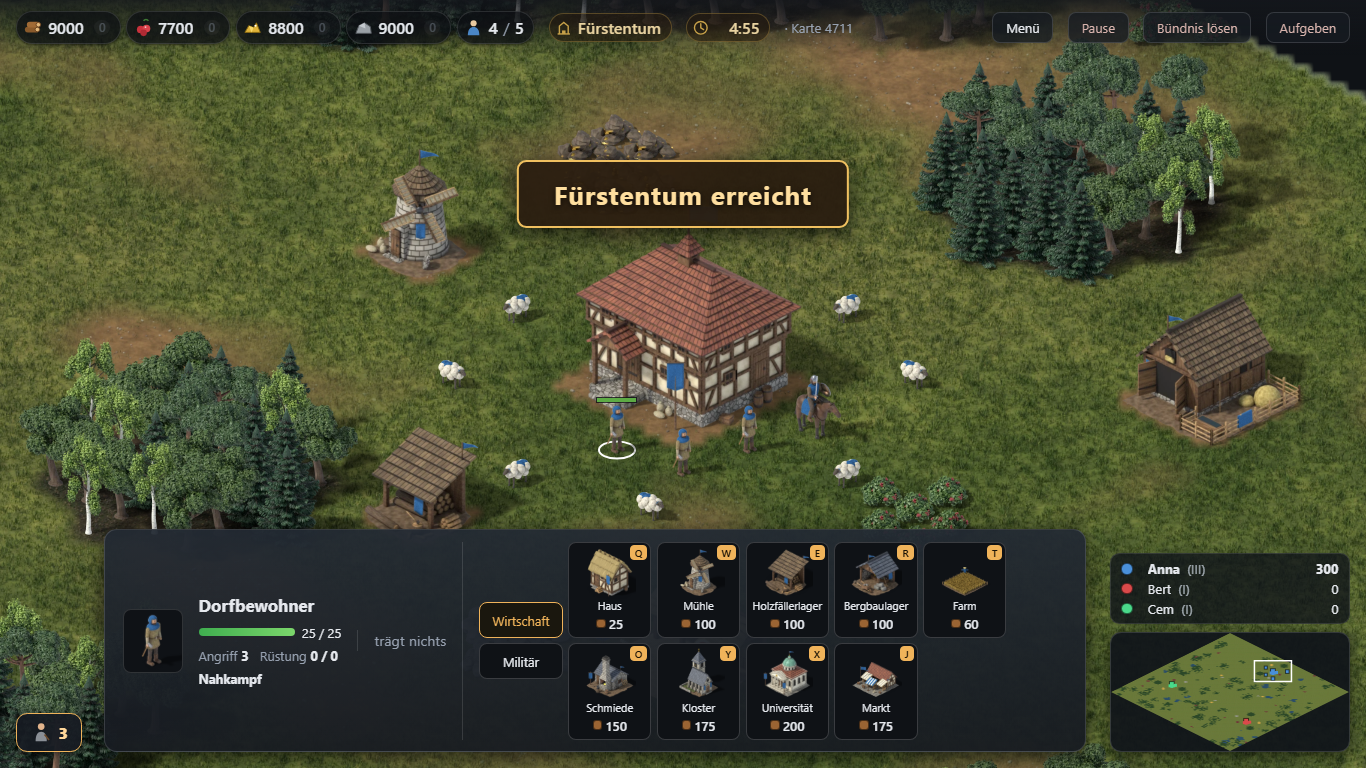 9000 0 7700 0 8800 0 9000 0 4 / 5 Fürstentum 4:55 · Karte 4711 Menü Pause Bündnis lösen Aufgeben
Fürstentum erreicht
Dorfbewohner
25 / 25
Angriff 3 Rüstung 0 / 0
Nahkampf
trägt nichts
Wirtschaft
Militär
Q W E R T
Haus Mühle Holzfällerlager Bergbaulager Farm
25 100 100 100 60
O Y X J
Schmiede Kloster Universität Markt
150 175 200 175
Anna (III) 300
Bert (I) 0
Cem (I) 0
3